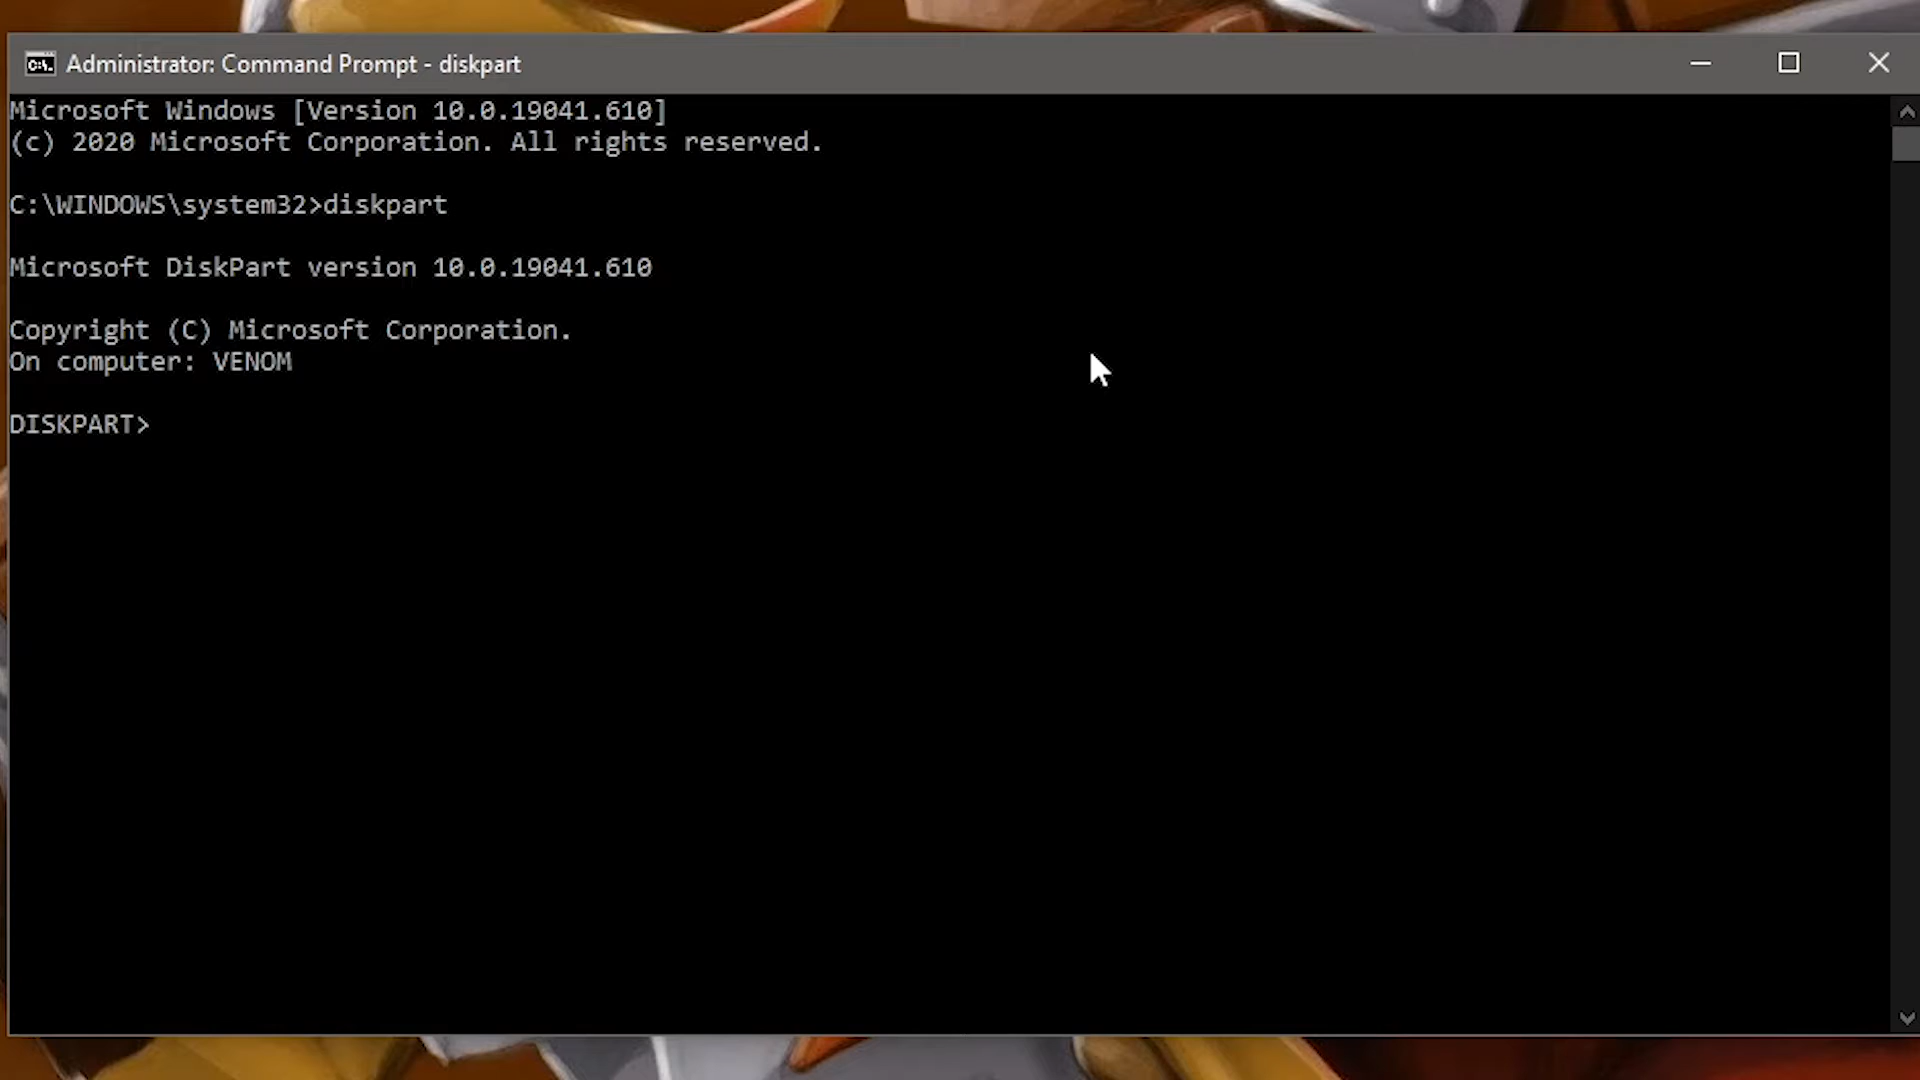 Administrator: Command Prompt - diskpart
Microsoft Windows [Version 10.0.19041.610]
(c) 2020 Microsoft Corporation. All rights reserved.
C:\WINDOWS\system32>diskpart
Microsoft DiskPart version 10.0.19041.610
Copyright (C) Microsoft Corporation.
On computer: VENOM
DISKPART>